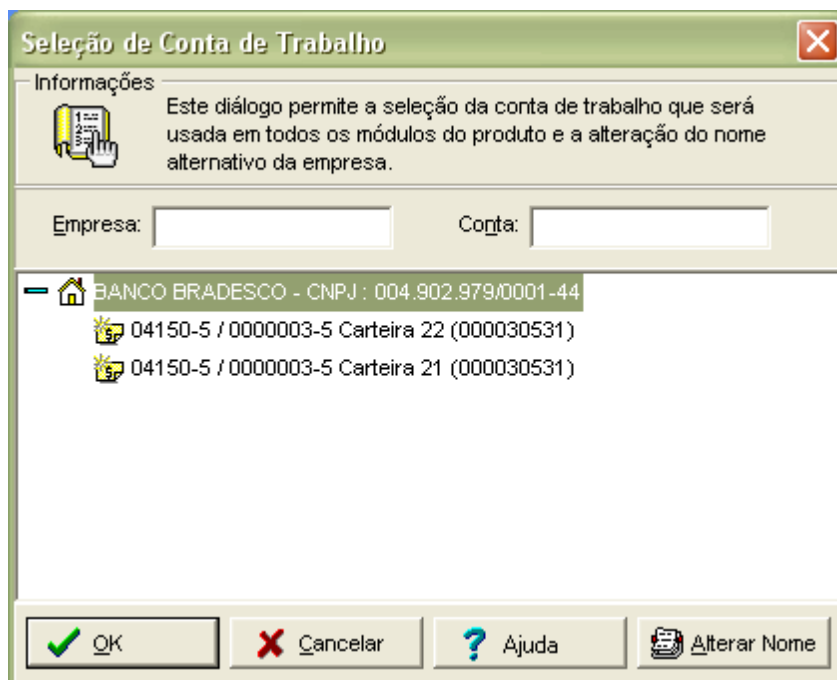 Seleção de Conta de Trabalho
Informações
Este diálogo permite a seleção da conta de trabalho que será
usada em todos os módulos do produto e a alteração do nome
alternativo da empresa.
Empresa: Conta:
BANCO BRADESCO - CNPJ : 004.902.979/0001-44
04150-5 / 0000003-5 Carteira 22 (000030531)
04150-5 / 0000003-5 Carteira 21 (000030531)
OK Cancelar Ajuda Alterar Nome